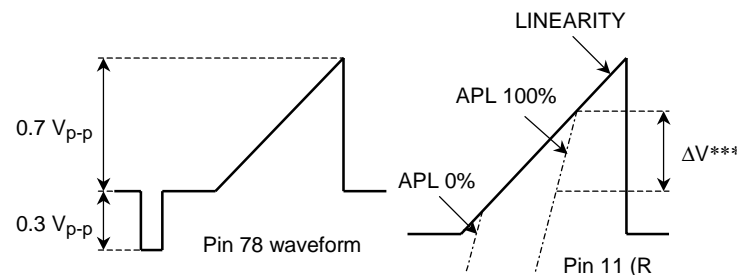 LINEARITY
APL 100%
0.7 Vp-p
ΔV***
APL 0%
0.3 Vp-p
Pin 78 waveform
Pin 11 (R